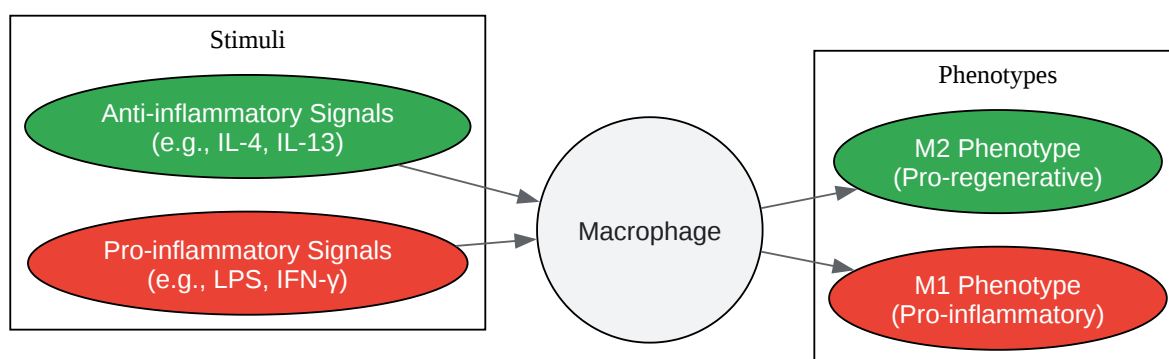 Stimuli
Anti-inflammatory Signals
(e.g., IL-4, IL-13)
Pro-inflammatory Signals
(e.g., LPS, IFN-γ)
Macrophage
Phenotypes
M2 Phenotype
(Pro-regenerative)
M1 Phenotype
(Pro-inflammatory)